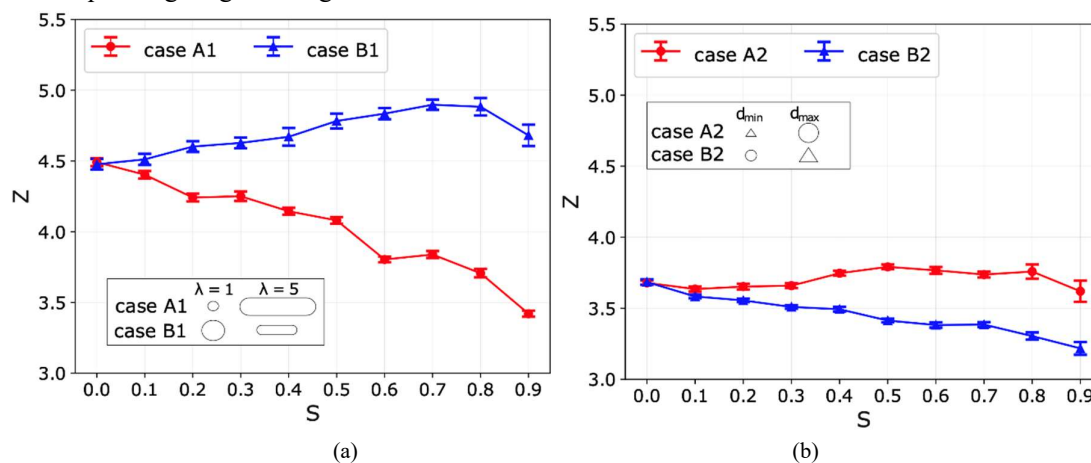 case A1 case B1
5.5
5.0
4.5
4.0
3.5
3.0
Z
λ = 1 λ = 5
case A1
case B1
0.0 0.1 0.2 0.3 0.4 0.5 0.6 0.7 0.8 0.9
S
(a)
case A2 case B2
5.5
5.0
4.5
4.0
3.5
3.0
Z
dmin dmax
case A2
case B2
0.0 0.1 0.2 0.3 0.4 0.5 0.6 0.7 0.8 0.9
S
(b)